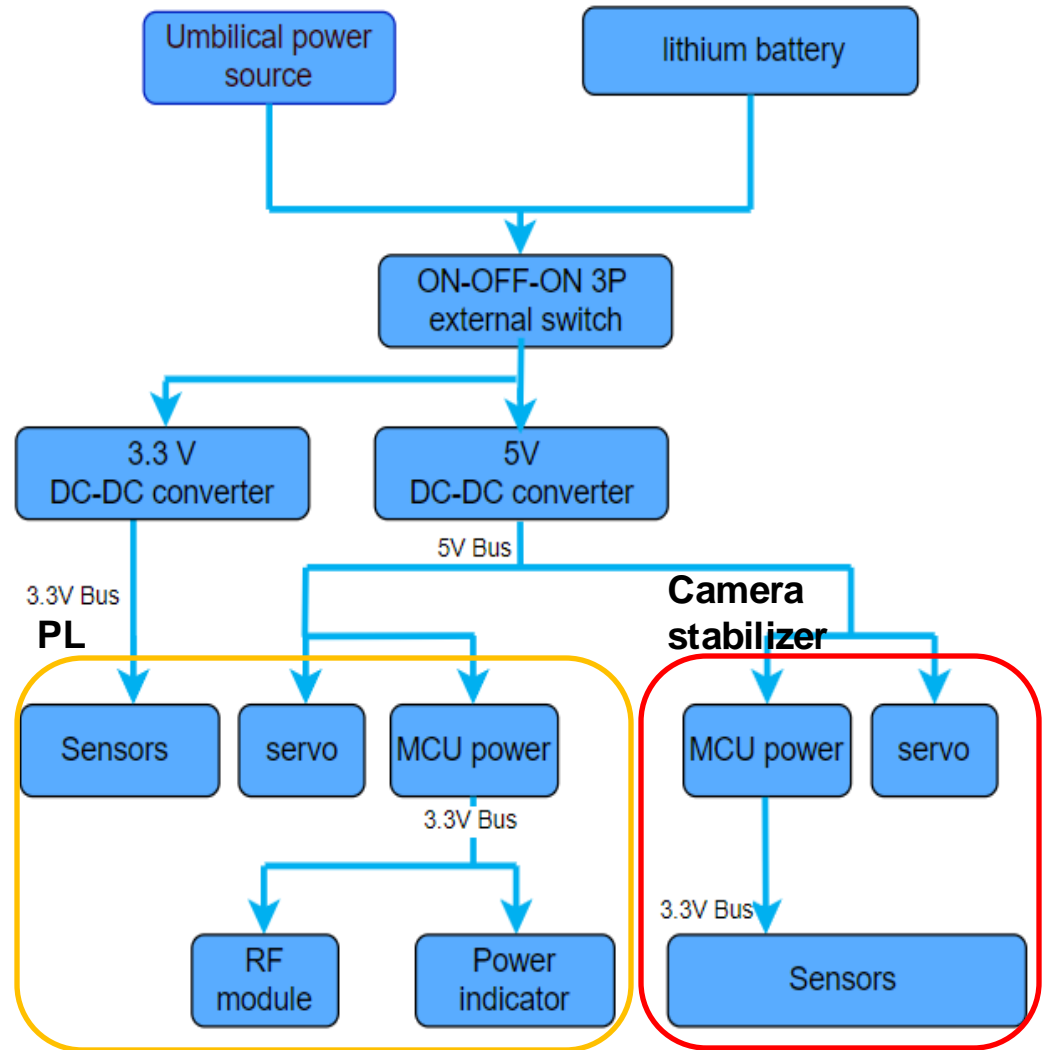 Umbilical power
source
lithium battery
ON-OFF-ON 3P
external switch
3.3 V
DC-DC converter
5V
DC-DC converter
5V Bus
3.3V Bus
PL
Camera
stabilizer
Sensors
servo
MCU power
MCU power
servo
3.3V Bus
3.3V Bus
RF
module
Power
indicator
Sensors